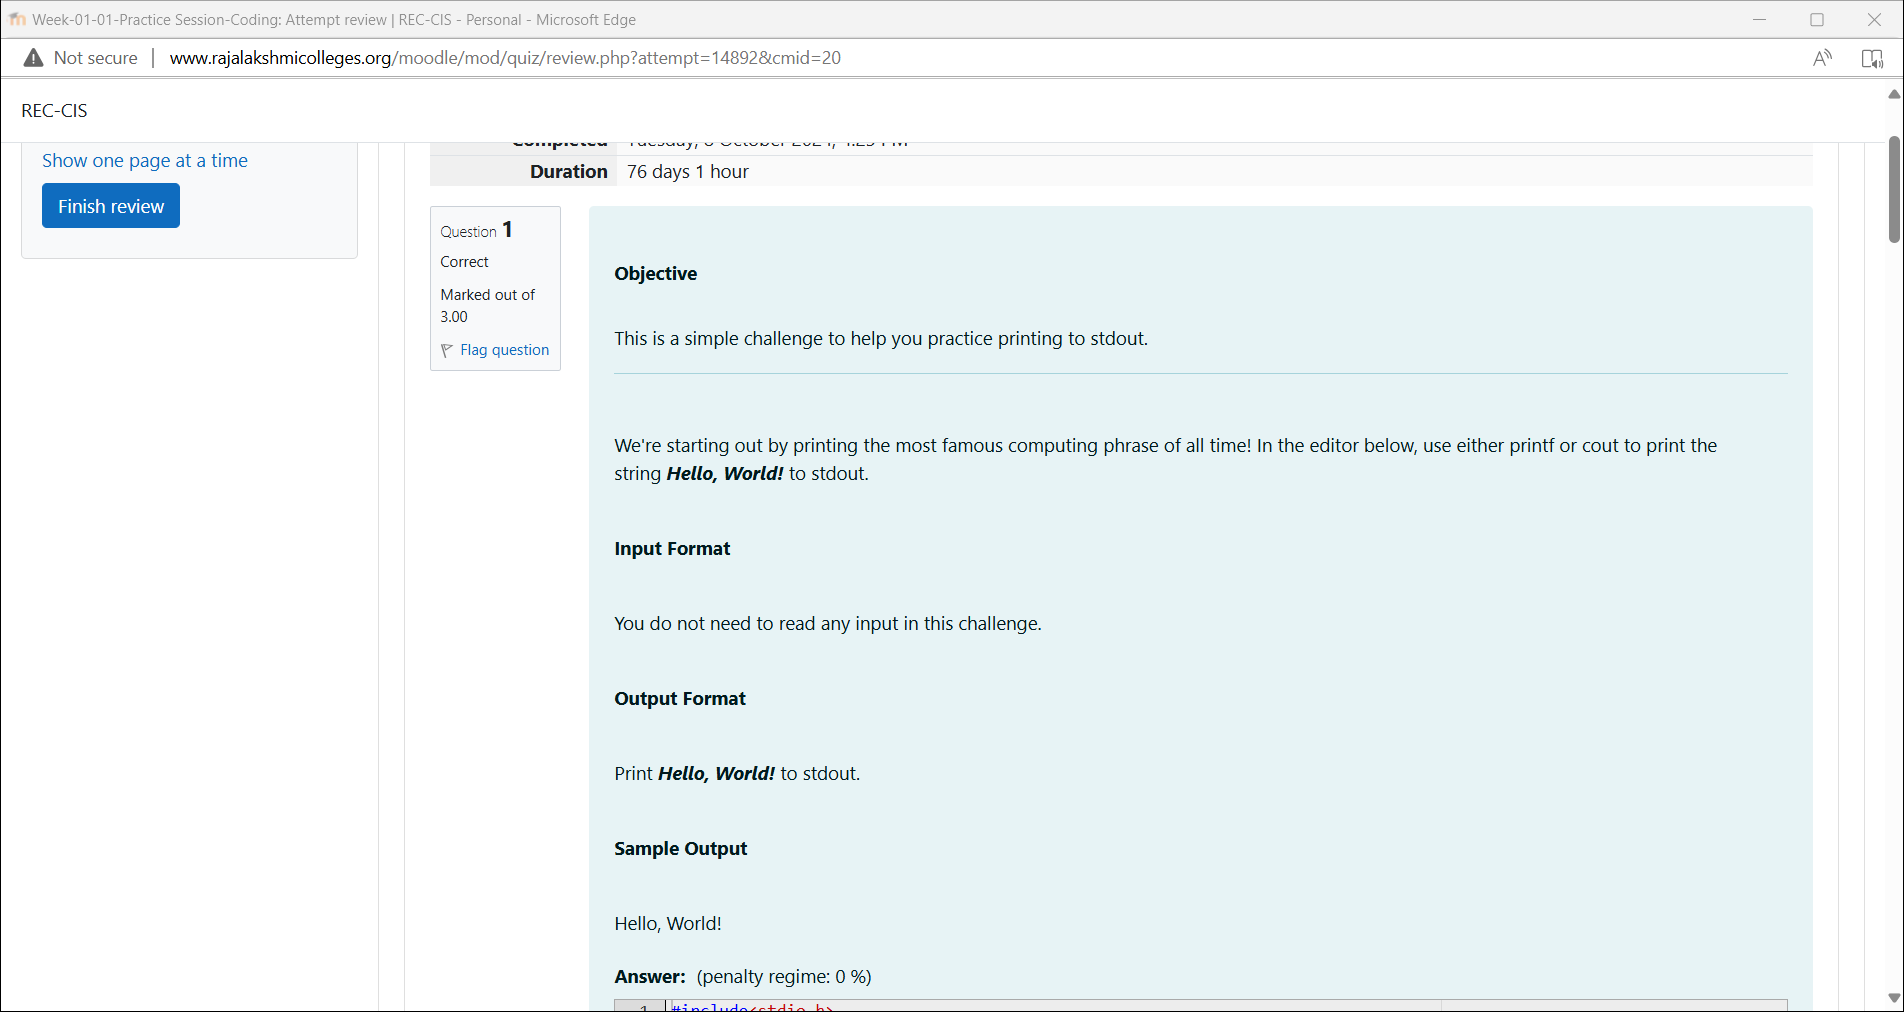 Week-01-01-Practice Session-Coding: Attempt review | REC-CIS - Personal - Microsoft Edge
Not secure | www.rajalakshmicolleges.org/moodle/mod/quiz/review.php?attempt=14892&cmid=20
REC-CIS
Show one page at a time
Finish review
Completed
Duration 76 days 1 hour
Question 1
Correct
Marked out of
3.00
Flag question
Objective
This is a simple challenge to help you practice printing to stdout.
We're starting out by printing the most famous computing phrase of all time! In the editor below, use either printf or cout to print the
string Hello, World! to stdout.
Input Format
You do not need to read any input in this challenge.
Output Format
Print Hello, World! to stdout.
Sample Output
Hello, World!
Answer: (penalty regime: 0 %)
1 #include<stdio.h>